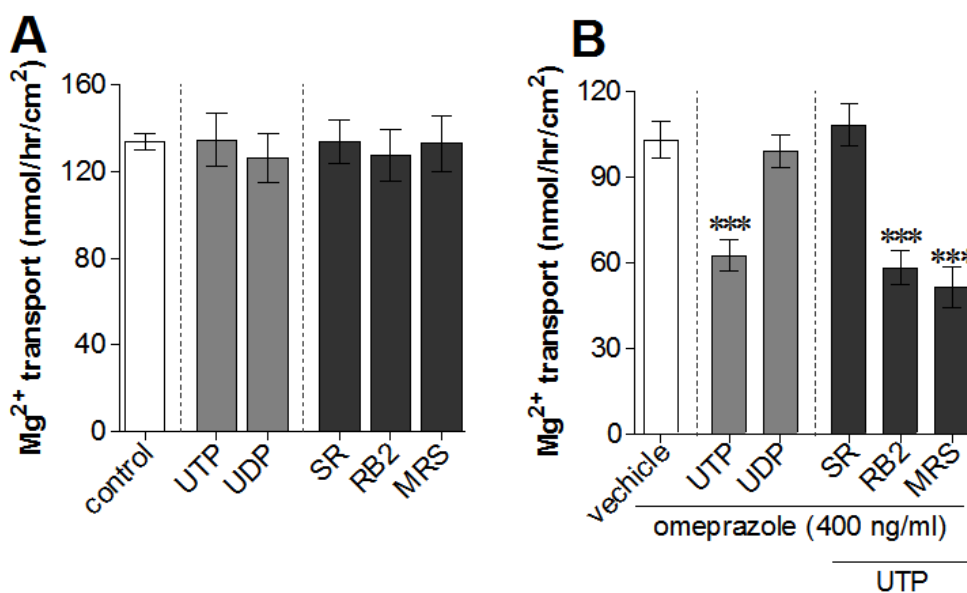 A
Mg²⁺ transport (nmol/hr/cm²)
160
120
80
40
0
control
UTP
UDP
SR
RB2
MRS
B
Mg²⁺ transport (nmol/hr/cm²)
120
90
60
30
0
***
***
***
vechicle
UTP
UDP
SR
RB2
MRS
omeprazole (400 ng/ml)
UTP